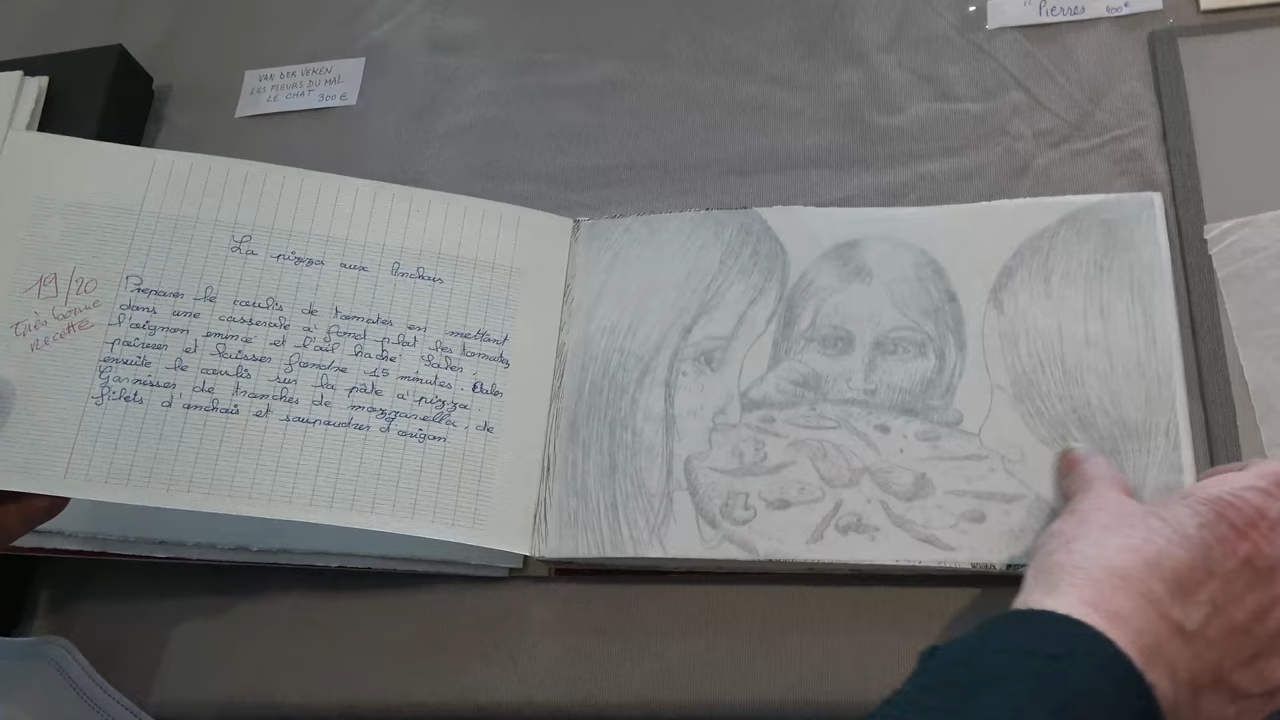 "Pierres 400€
VAN DER VEKEN
LES FLEURS DU MAL
LE CHAT 300€
La pizza aux Anchois
19/20
Très bonne
recette
Préparer le coulis de tomates en mettant
dans une casserole à fond plat les tomates
l'oignon émincé et l'ail haché. Saler,
poivrer et laisser fondre 15 minutes. Étaler
ensuite le coulis sur la pâte à pizza.
Garnisser de tranches de mozzarella, de
filets d'anchois et saupoudrer d'origan